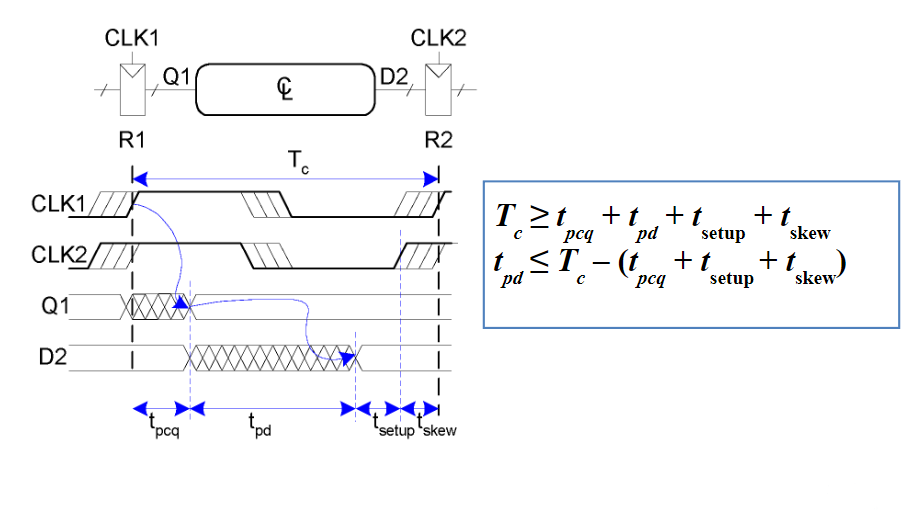 CLK1 CLK2
Q1 CL D2
R1 R2
Tc
CLK1
CLK2
Q1
D2
tpcq tpd tsetup tskew
Tc ≥ tpcq + tpd + tsetup + tskew
tpd ≤ Tc − (tpcq + tsetup + tskew)